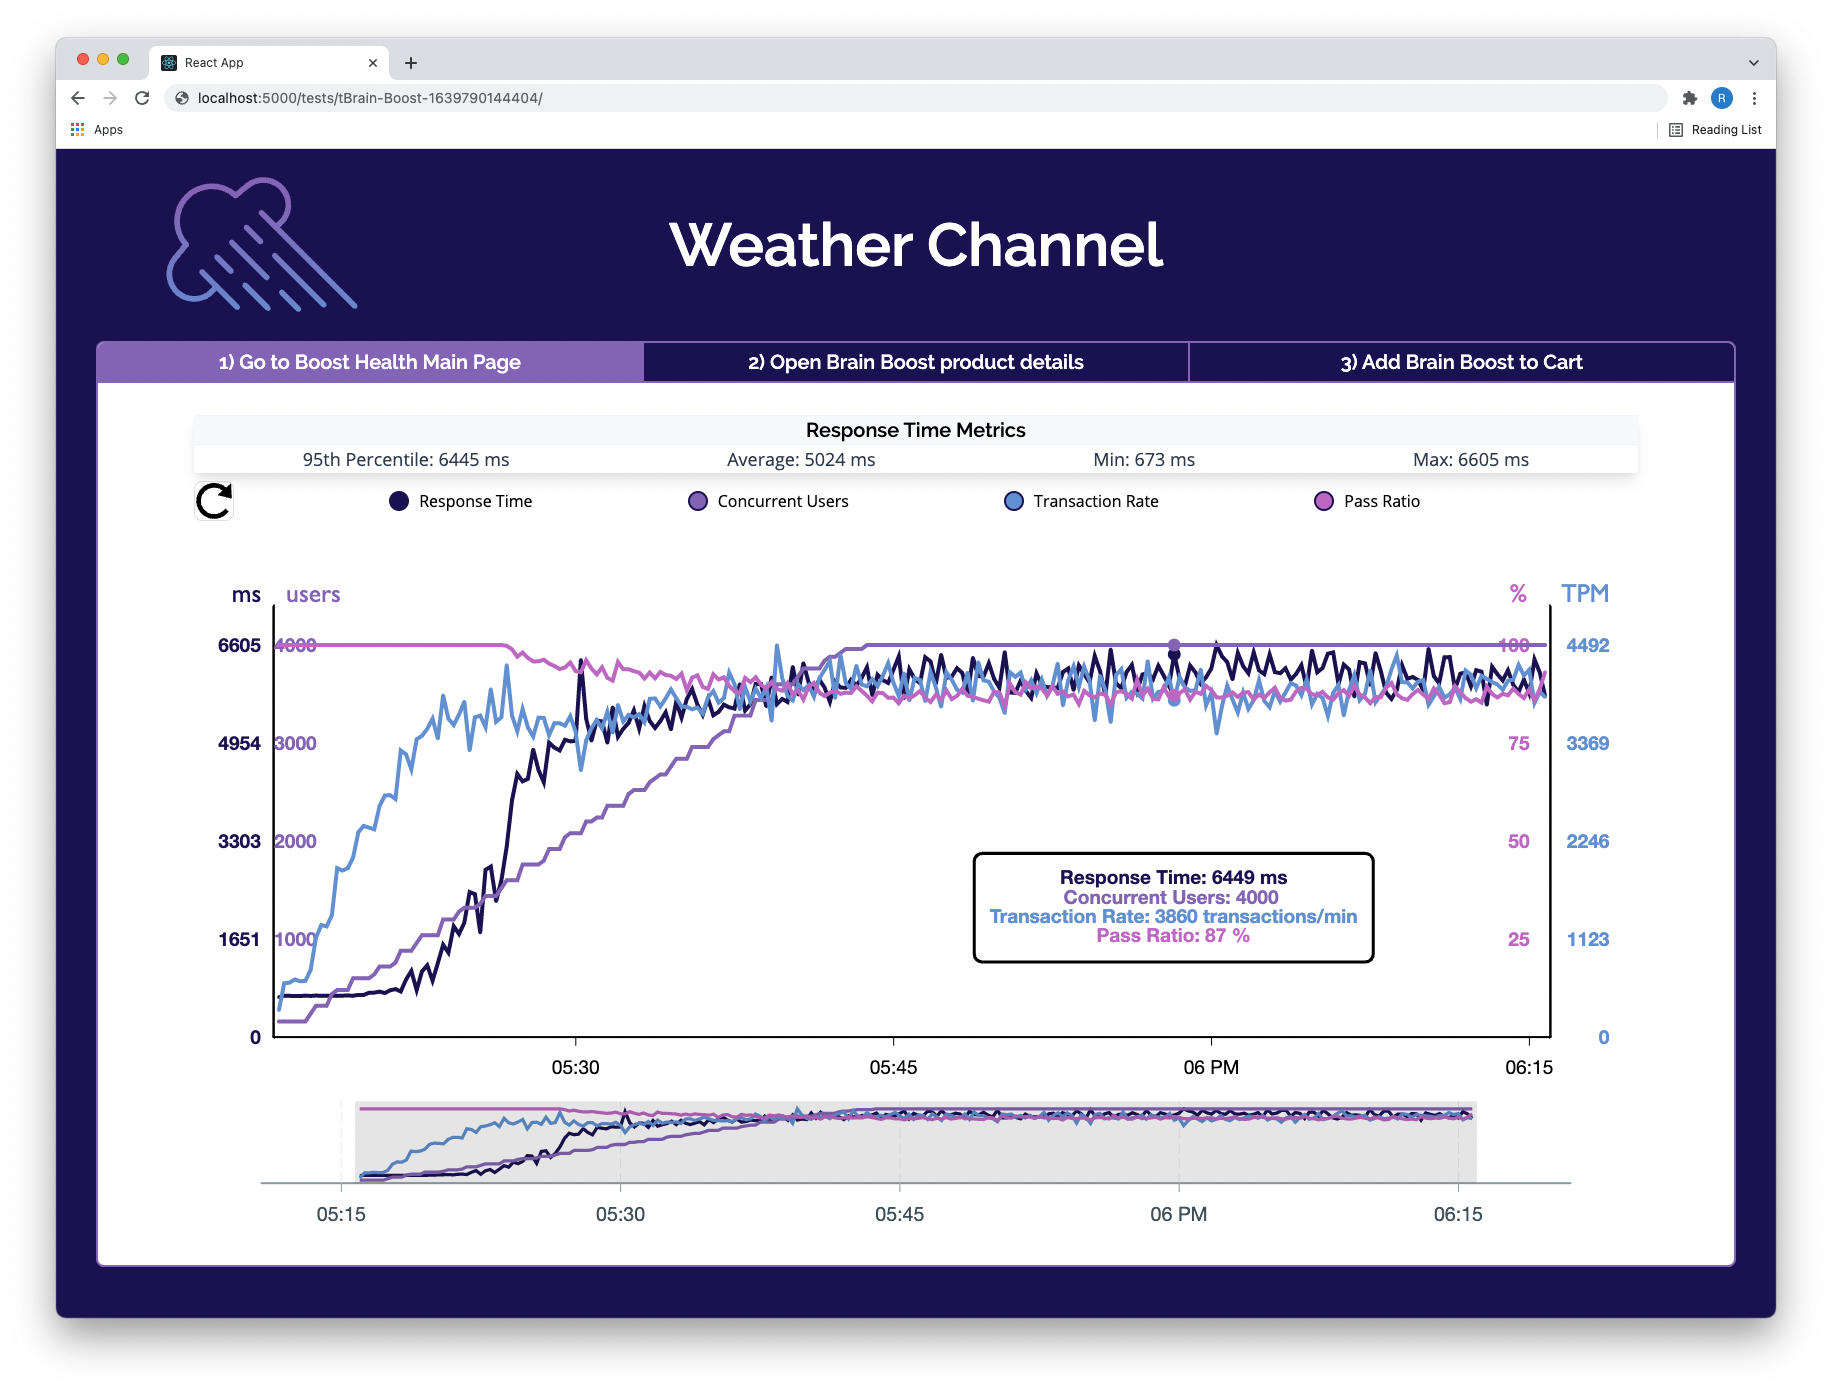 React App
localhost:5000/tests/tBrain-Boost-1639790144404/
R
Apps
Reading List
Weather Channel
1) Go to Boost Health Main Page
2) Open Brain Boost product details
3) Add Brain Boost to Cart
Response Time Metrics
95th Percentile: 6445 ms
Average: 5024 ms
Min: 673 ms
Max: 6605 ms
Response Time
Concurrent Users
Transaction Rate
Pass Ratio
ms users % TPM
6605 4000 100 4492
4954 3000 75 3369
3303 2000 50 2246
Response Time: 6449 ms
Concurrent Users: 4000
Transaction Rate: 3860 transactions/min
Pass Ratio: 87 %
1651 1000 25 1123
0 0
05:30 05:45 06 PM 06:15
05:15 05:30 05:45 06 PM 06:15